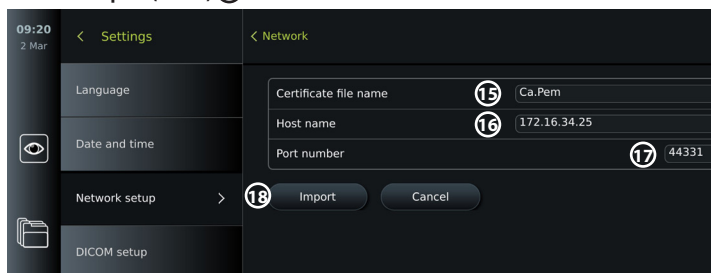 09:20
2 Mar
< Settings
< Network
Language
Date and time
Network setup >
DICOM setup
Certificate file name 15 Ca.Pem
Host name 16 172.16.34.25
Port number 17 44331
18 Import Cancel